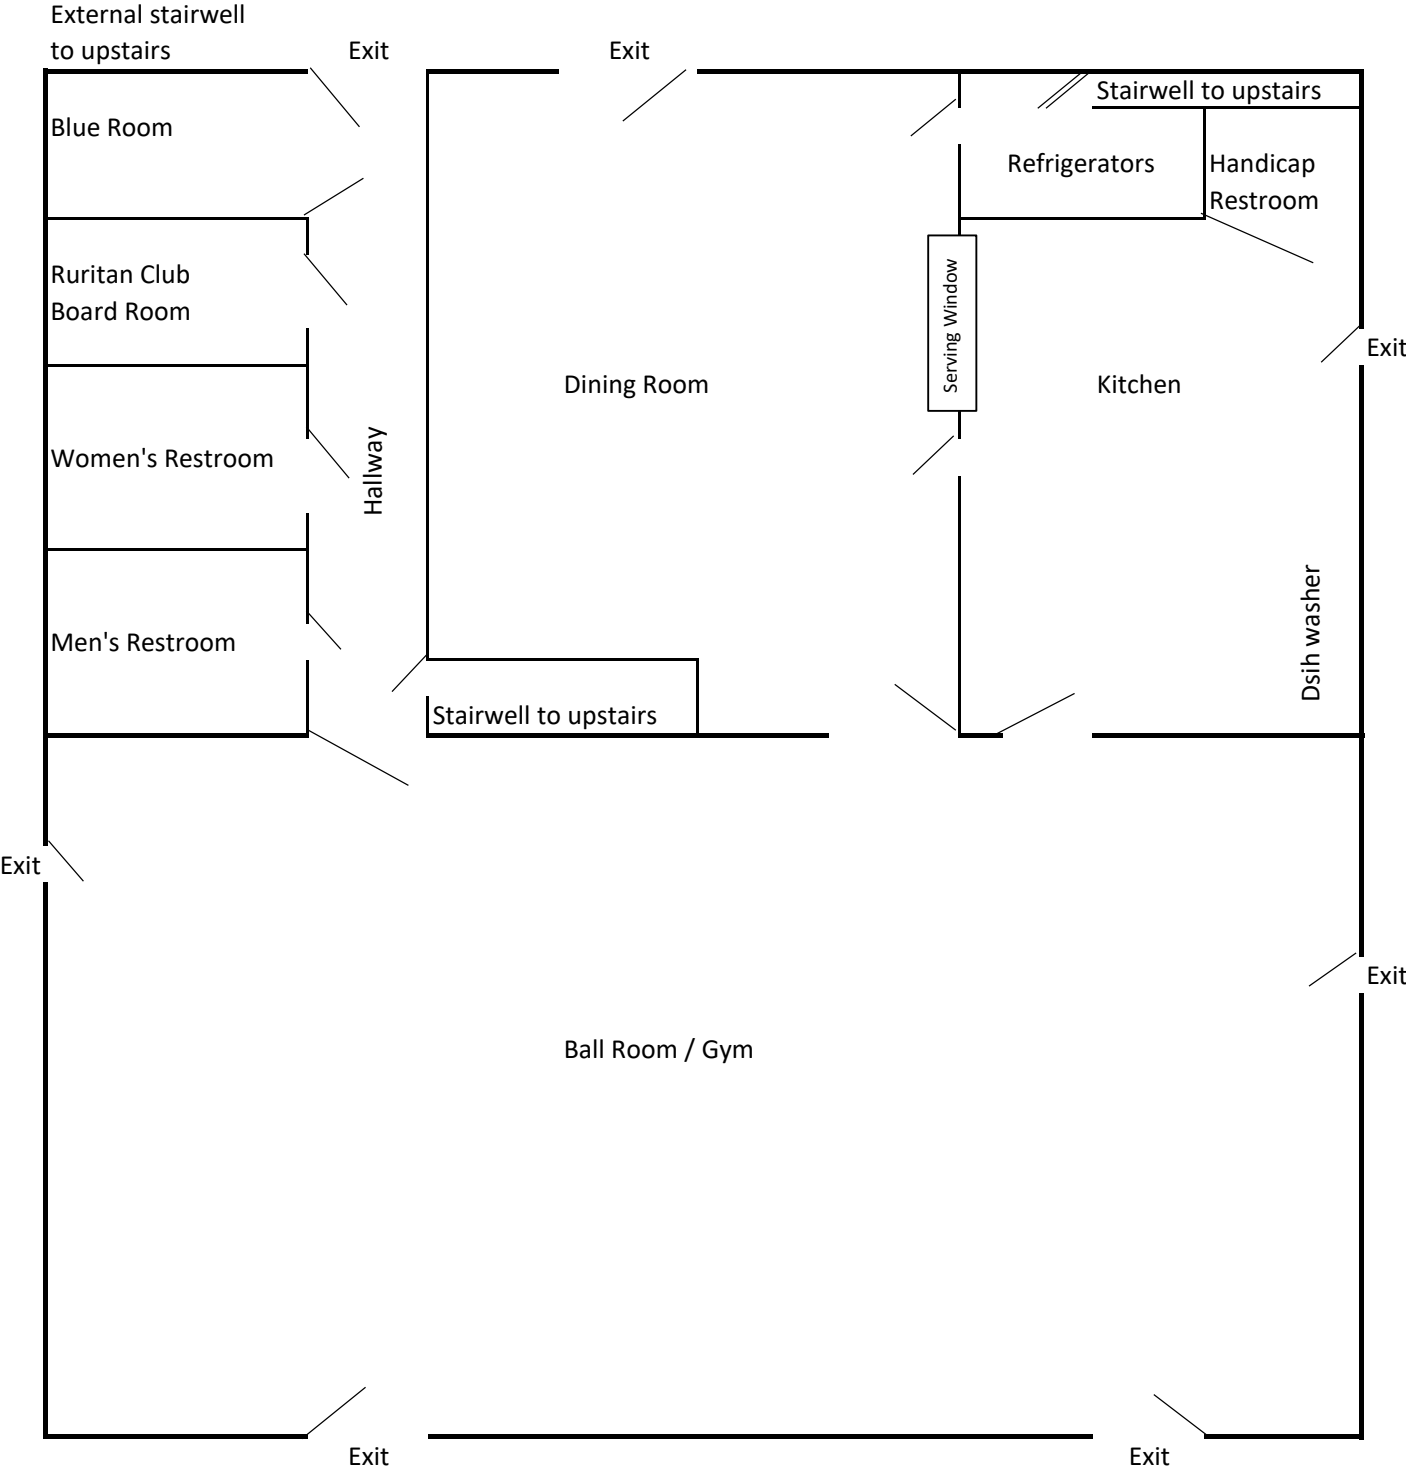 External stairwell
to upstairs
Exit
Exit
Stairwell to upstairs
Blue Room
Refrigerators
Handicap
Restroom
Ruritan Club
Board Room
Serving Window
Exit
Dining Room
Kitchen
Women's Restroom
Hallway
Men's Restroom
Dsih washer
Stairwell to upstairs
Exit
Exit
Ball Room / Gym
Exit
Exit